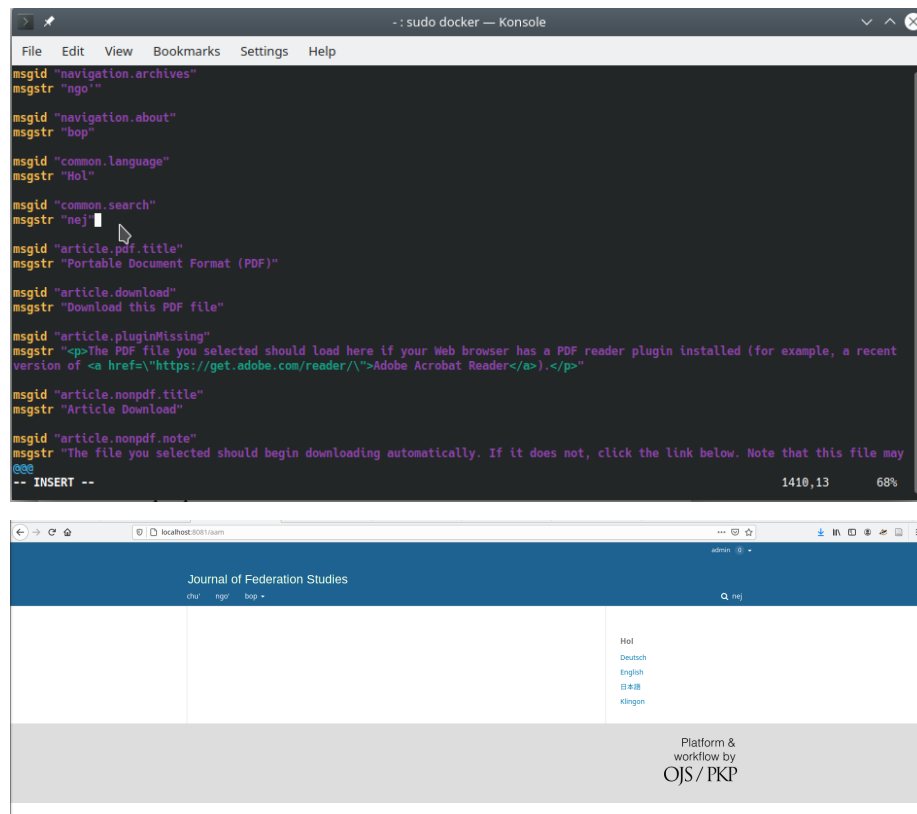 - : sudo docker — Konsole
File Edit View Bookmarks Settings Help
msgid "navigation.archives"
msgstr "ngo'"
msgid "navigation.about"
msgstr "bop"
msgid "common.language"
msgstr "Hol"
msgid "common.search"
msgstr "nej"
msgid "article.pdf.title"
msgstr "Portable Document Format (PDF)"
msgid "article.download"
msgstr "Download this PDF file"
msgid "article.pluginMissing"
msgstr "<p>The PDF file you selected should load here if your Web browser has a PDF reader plugin installed (for example, a recent
version of <a href=\"https://get.adobe.com/reader/\">Adobe Acrobat Reader</a>).</p>"
msgid "article.nonpdf.title"
msgstr "Article Download"
msgid "article.nonpdf.note"
msgstr "The file you selected should begin downloading automatically. If it does not, click the link below. Note that this file may
@@@
-- INSERT -- 1410,13 68%
localhost:8081/aam
admin 0
Journal of Federation Studies
chu' ngo' bop nej
Hol
Deutsch
English
日本語
Klingon
Platform &
workflow by
OJS / PKP